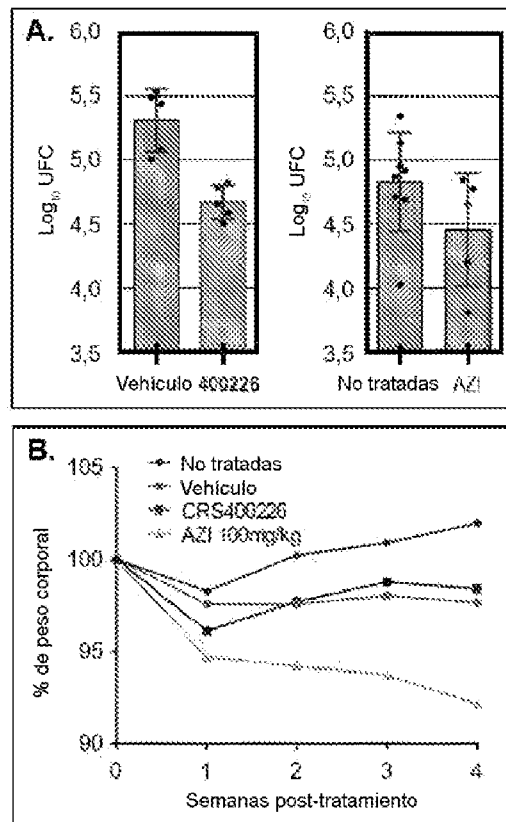 A.
6,0
5,5
5,0
4,5
4,0
3,5
Log₁₀ UFC
Vehículo 400226
6,0
5,5
5,0
4,5
4,0
3,5
Log₁₀ UFC
No tratadas AZI
B.
No tratadas
Vehículo
CRS400226
AZI 100mg/kg
105
100
95
90
% de peso corporal
0 1 2 3 4
Semanas post-tratamiento